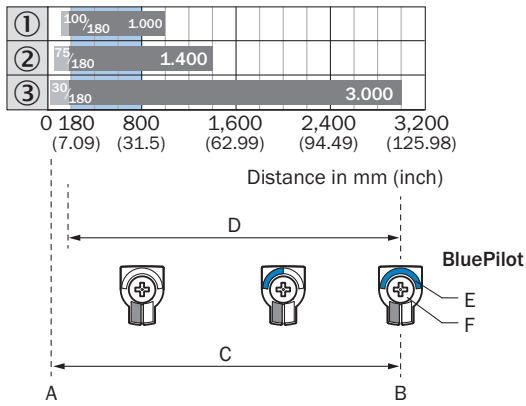 ① 100/180 1.000
② 75/180 1.400
③ 30/180 3.000
0 180 800 1,600 2,400 3,200
(7.09) (31.5) (62.99) (94.49) (125.98)
Distance in mm (inch)
D
BluePilot
E
F
C
A B